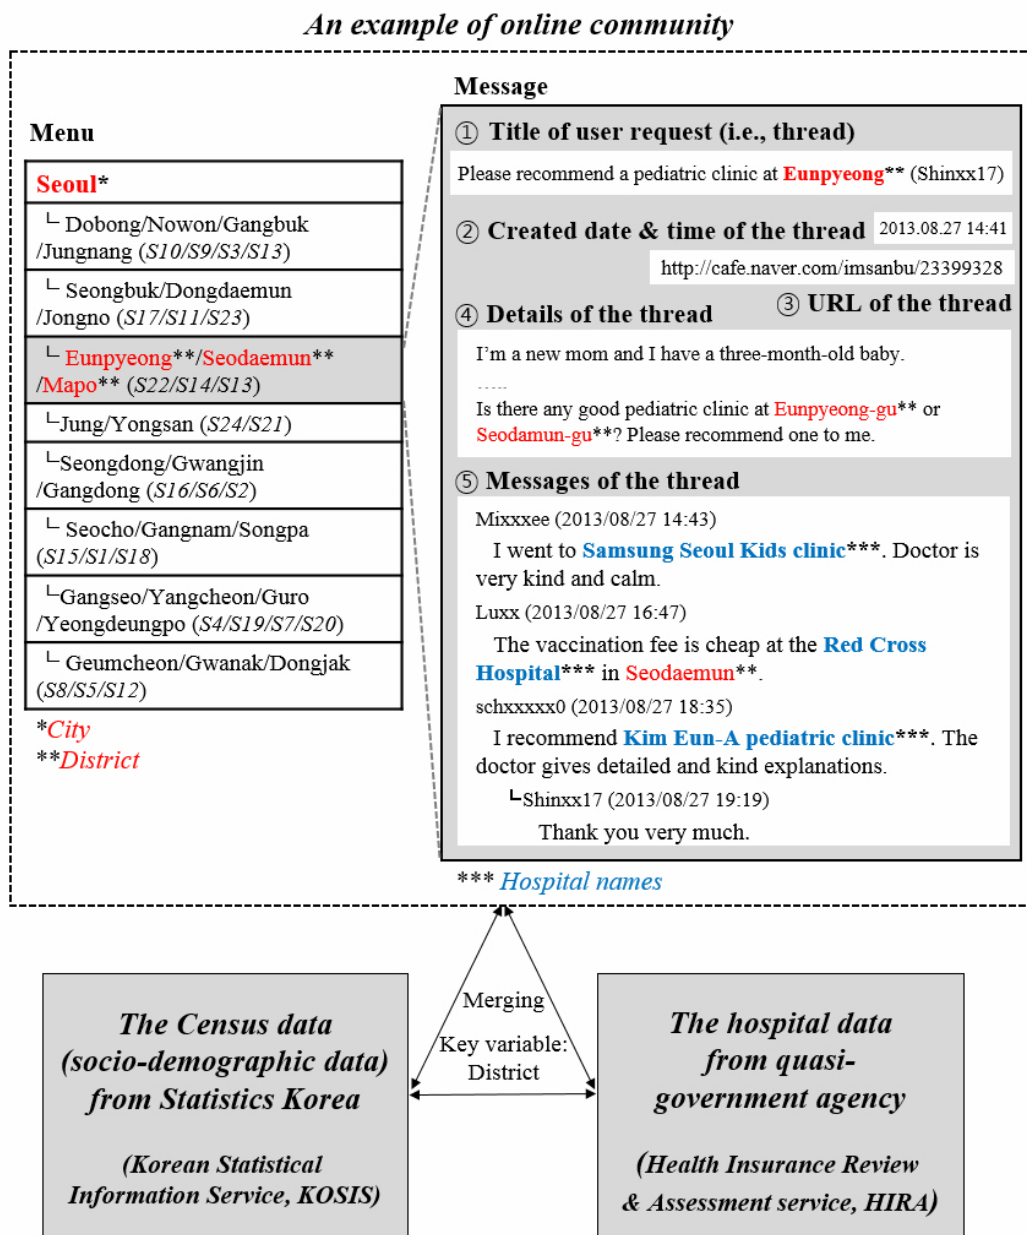 An example of online community
Menu
Seoul*
└ Dobong/Nowon/Gangbuk
/Jungnang (S10/S9/S3/S13)
└ Seongbuk/Dongdaemun
/Jongno (S17/S11/S23)
└ Eunpyeong**/Seodaemun**
/Mapo** (S22/S14/S13)
└Jung/Yongsan (S24/S21)
└Seongdong/Gwangjin
/Gangdong (S16/S6/S2)
└ Seocho/Gangnam/Songpa
(S15/S1/S18)
└Gangseo/Yangcheon/Guro
/Yeongdeungpo (S4/S19/S7/S20)
└ Geumcheon/Gwanak/Dongjak
(S8/S5/S12)
*City
**District
Message
① Title of user request (i.e., thread)
Please recommend a pediatric clinic at Eunpyeong** (Shinxx17)
② Created date & time of the thread 2013.08.27 14:41
http://cafe.naver.com/imsanbu/23399328
③ URL of the thread
④ Details of the thread
I'm a new mom and I have a three-month-old baby.
.....
Is there any good pediatric clinic at Eunpyeong-gu** or
Seodamun-gu**? Please recommend one to me.
⑤ Messages of the thread
Mixxxee (2013/08/27 14:43)
I went to Samsung Seoul Kids clinic***. Doctor is
very kind and calm.
Luxx (2013/08/27 16:47)
The vaccination fee is cheap at the Red Cross
Hospital*** in Seodaemun**.
schxxxxx0 (2013/08/27 18:35)
I recommend Kim Eun-A pediatric clinic***. The
doctor gives detailed and kind explanations.
┗Shinxx17 (2013/08/27 19:19)
Thank you very much.
*** Hospital names
Merging
Key variable:
District
The Census data
(socio-demographic data)
from Statistics Korea
(Korean Statistical
Information Service, KOSIS)
The hospital data
from quasi-
government agency
(Health Insurance Review
& Assessment service, HIRA)